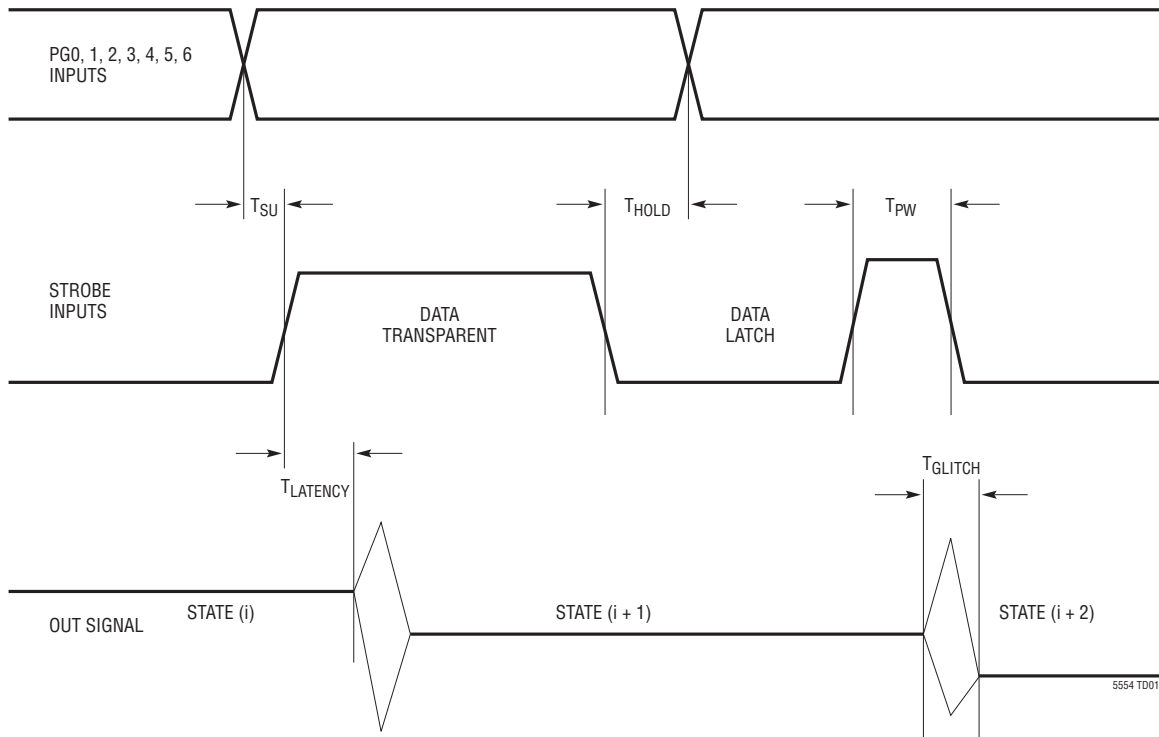 PG0, 1, 2, 3, 4, 5, 6
INPUTS
TSU
THOLD
TPW
STROBE
INPUTS
DATA
TRANSPARENT
DATA
LATCH
TLATENCY
TGLITCH
OUT SIGNAL
STATE (i)
STATE (i + 1)
STATE (i + 2)
5554 TD01